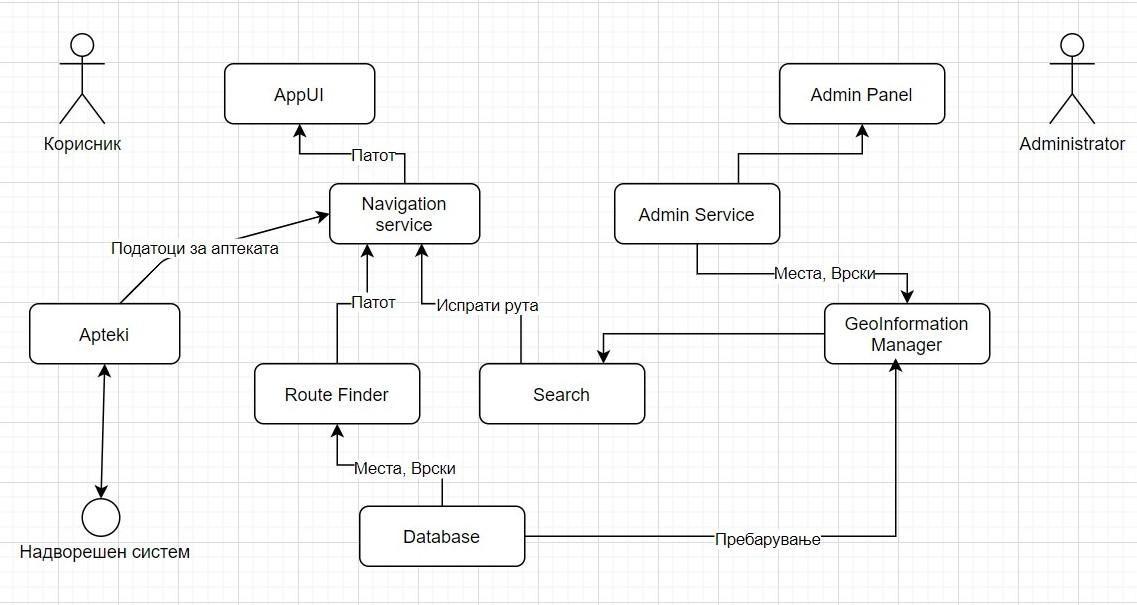 AppUI
Admin Panel
Корисник
Administrator
Патот
Navigation
service
Admin Service
Податоци за аптеката
Места, Врски
Патот
Испрати рута
Apteki
GeoInformation
Manager
Route Finder
Search
Места, Врски
Database
Пребарување
Надворешен систем